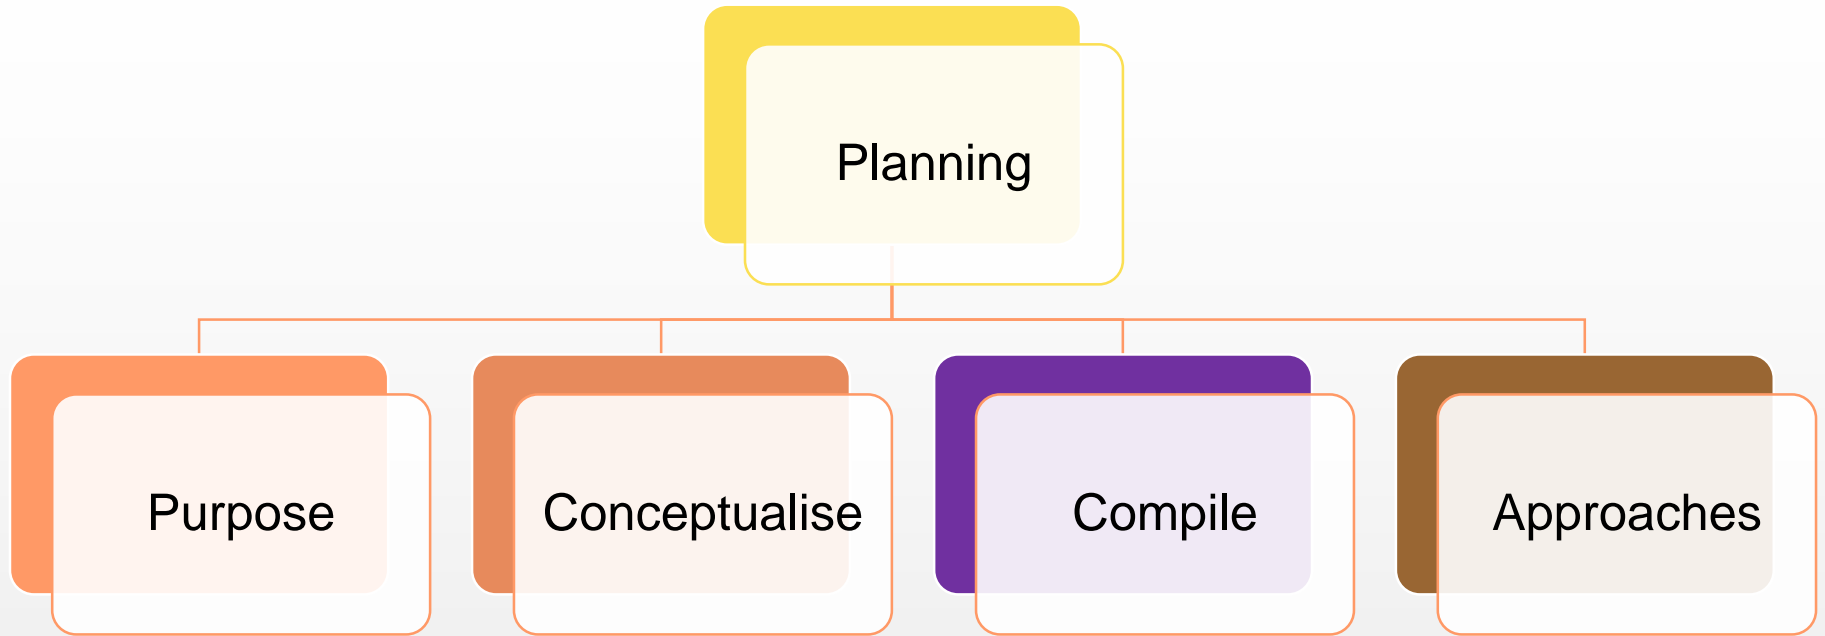 Planning
Purpose
Conceptualise
Compile
Approaches